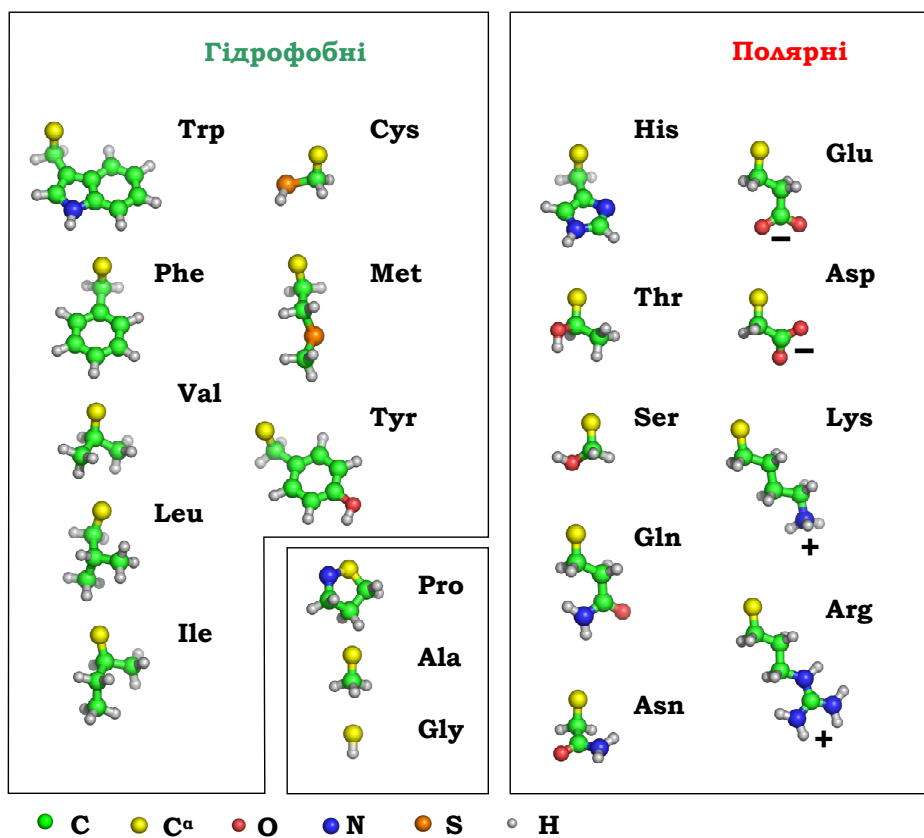 Гідрофобні
Trp
Cys
Phe
Met
Val
Tyr
Leu
Ile
Pro
Ala
Gly
Полярні
His
Glu
−
Thr
Asp
−
Ser
Lys
+
Gln
Arg
+
Asn
C Cα O N S H